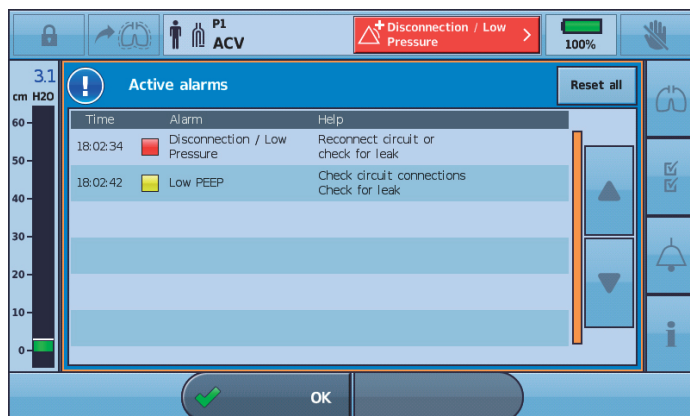 P1
ACV
Disconnection / Low
Pressure
100%
3.1
cm H2O
Active alarms
Reset all
Time Alarm Help
18:02:34 Disconnection / Low Pressure Reconnect circuit or check for leak
18:02:42 Low PEEP Check circuit connections Check for leak
60
50
40
30
20
10
0
OK